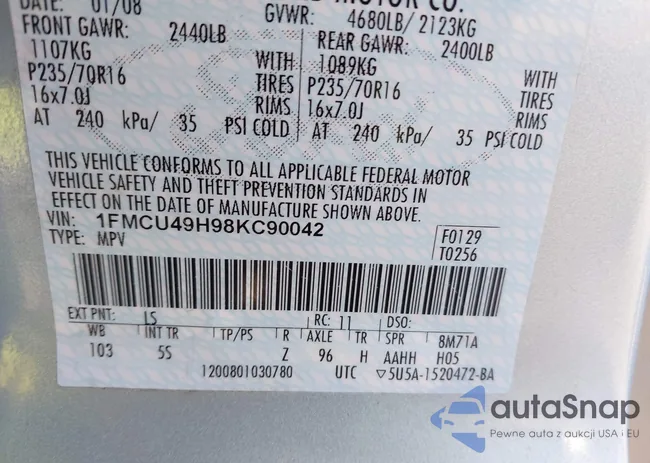 DATE: 01/08 MOTOR CO.
GVWR: 4680LB/ 2123KG
FRONT GAWR: 2440LB REAR GAWR: 2400LB
1107KG WITH 1089KG WITH
P235/70R16 TIRES P235/70R16 TIRES
16x7.0J RIMS 16x7.0J RIMS
AT 240 kPa/ 35 PSI COLD AT 240 kPa/ 35 PSI COLD
THIS VEHICLE CONFORMS TO ALL APPLICABLE FEDERAL MOTOR
VEHICLE SAFETY AND THEFT PREVENTION STANDARDS IN
EFFECT ON THE DATE OF MANUFACTURE SHOWN ABOVE.
VIN: 1FMCU49H98KC90042
TYPE: MPV
F0129
T0256
EXT PNT: LS RC: 11 DSO:
WB INT TR TP/PS R AXLE TR SPR 8M71A
103 5S Z 96 H AAHH H05
1200801030780 UTC ▽5U5A-1520472-BA
autaSnap
Pewne auta z aukcji USA i EU